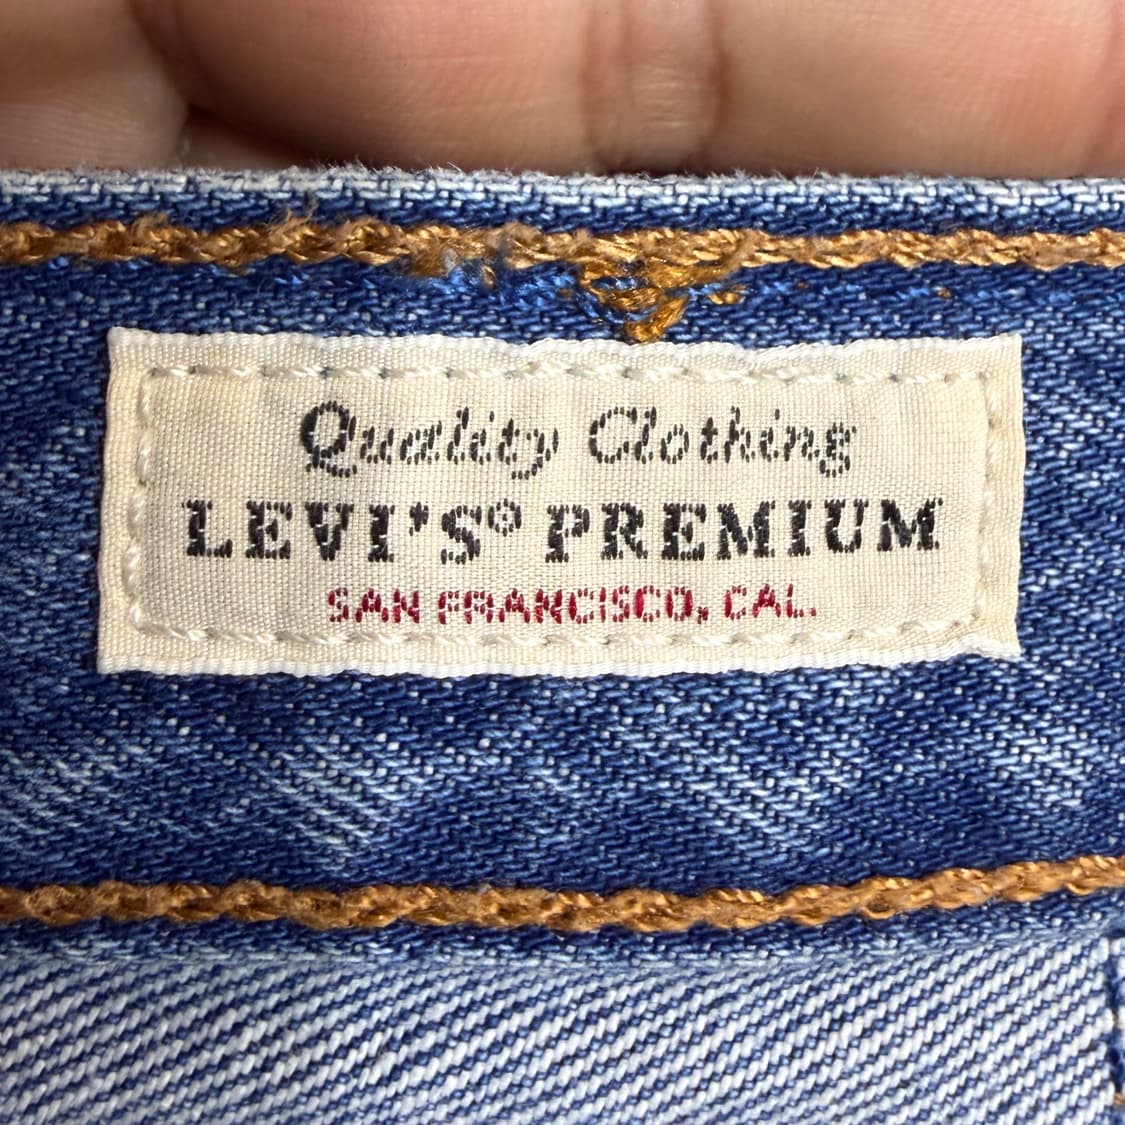 Quality Clothing
LEVI'S® PREMIUM
SAN FRANCISCO, CAL.